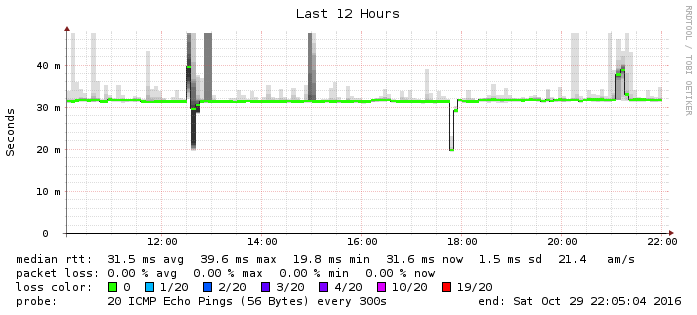 Last 12 Hours
RRDTOOL / TOBI OETIKER
Seconds
40 m
30 m
20 m
10 m
0
12:00 14:00 16:00 18:00 20:00 22:00
median rtt: 31.5 ms avg 39.6 ms max 19.8 ms min 31.6 ms now 1.5 ms sd 21.4 am/s
packet loss: 0.00 % avg 0.00 % max 0.00 % min 0.00 % now
loss color: 0 1/20 2/20 3/20 4/20 10/20 19/20
probe: 20 ICMP Echo Pings (56 Bytes) every 300s end: Sat Oct 29 22:05:04 2016